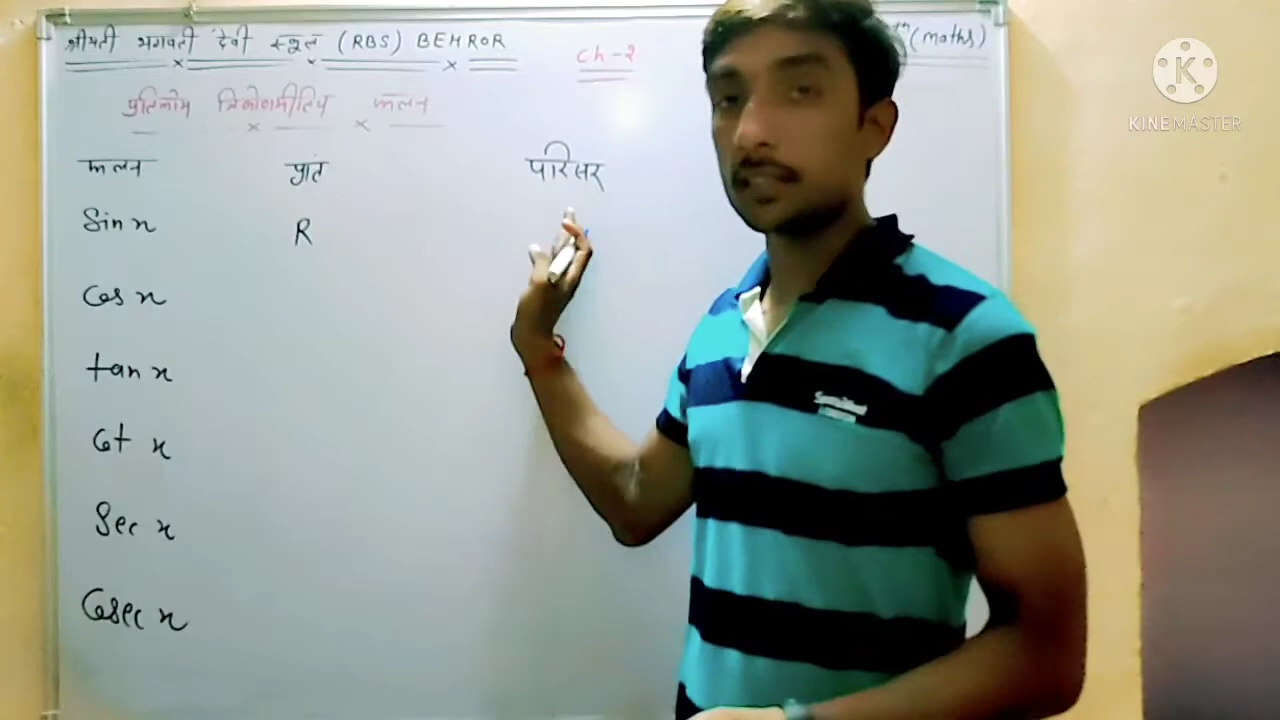 श्रीमती भगवती देवी स्कूल (RBS) BEHROR
ch-2
th (maths)
प्रतिलोम त्रिकोणमीतिय फलन
फलन प्रांत परिसर
Sin x R
Cos x
tan x
Cot x
Sec x
Cosec x
KINEMASTER